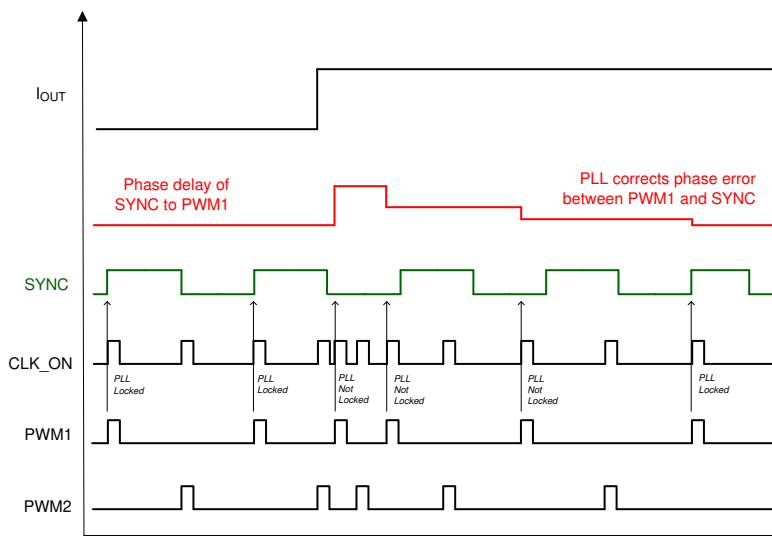 IOUT
Phase delay of
SYNC to PWM1
PLL corrects phase error
between PWM1 and SYNC
SYNC
CLK_ON
PLL
Locked
PLL
Locked
PLL
Not
Locked
PLL
Not
Locked
PLL
Not
Locked
PLL
Locked
PWM1
PWM2